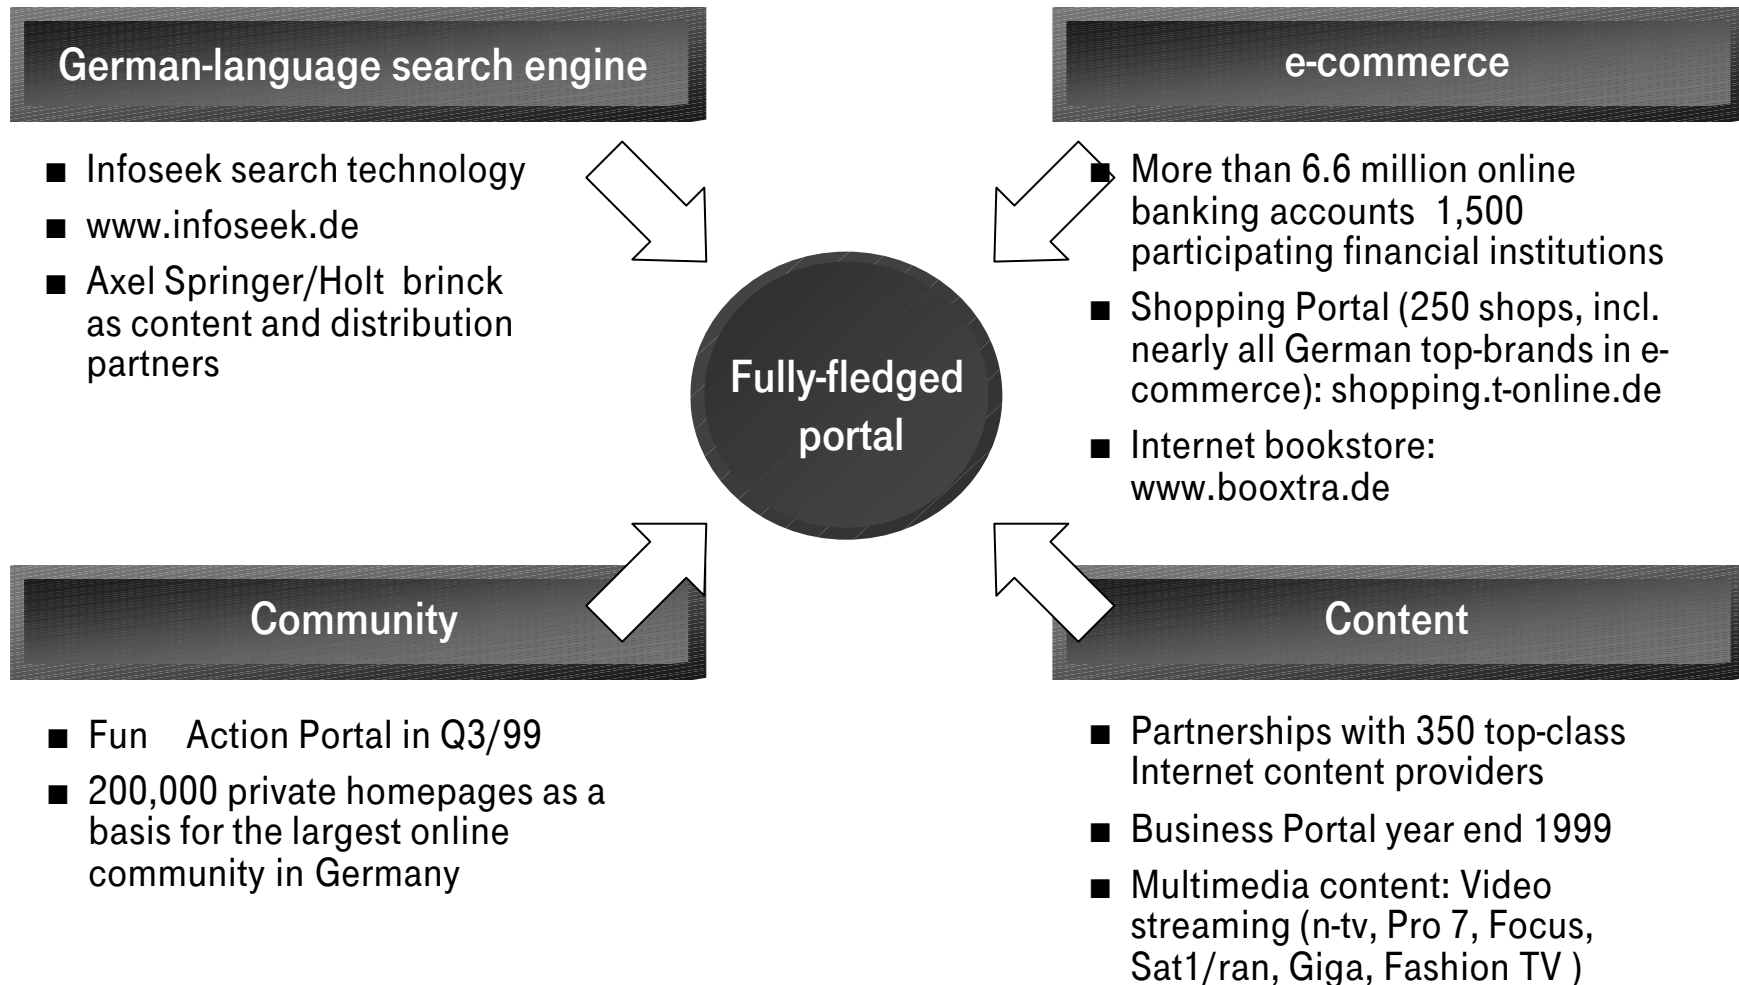 German-language search engine
■ Infoseek search technology
■ www.infoseek.de
■ Axel Springer/Holt brinck
as content and distribution
partners
e-commerce
■ More than 6.6 million online
banking accounts 1,500
participating financial institutions
■ Shopping Portal (250 shops, incl.
nearly all German top-brands in e-
commerce): shopping.t-online.de
■ Internet bookstore:
www.booxtra.de
Fully-fledged
portal
Community
■ Fun Action Portal in Q3/99
■ 200,000 private homepages as a
basis for the largest online
community in Germany
Content
■ Partnerships with 350 top-class
Internet content providers
■ Business Portal year end 1999
■ Multimedia content: Video
streaming (n-tv, Pro 7, Focus,
Sat1/ran, Giga, Fashion TV )